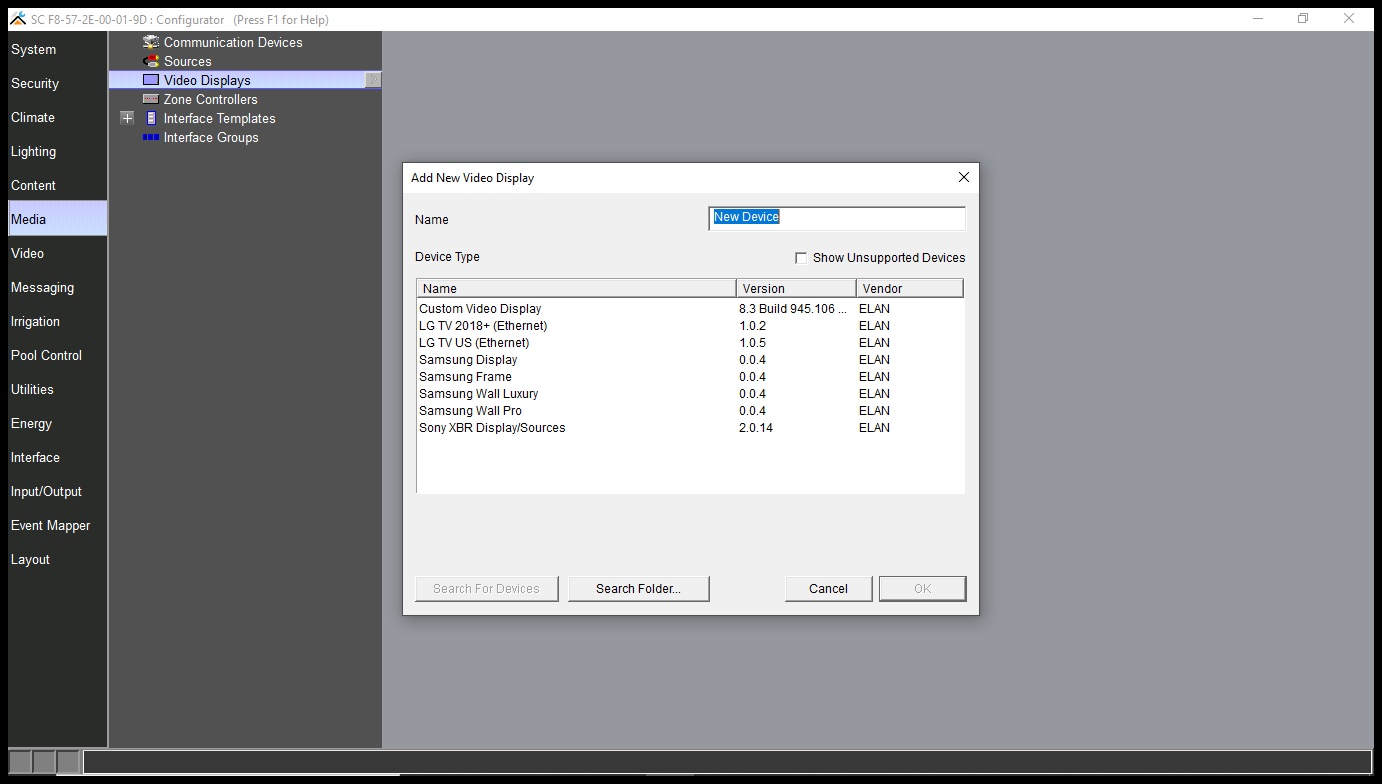 SC F8-57-2E-00-01-9D : Configurator (Press F1 for Help)
System
Security
Climate
Lighting
Content
Media
Video
Messaging
Irrigation
Pool Control
Utilities
Energy
Interface
Input/Output
Event Mapper
Layout
Communication Devices
Sources
Video Displays
Zone Controllers
Interface Templates
Interface Groups
Add New Video Display
Name New Device
Device Type Show Unsupported Devices
Name Version Vendor
Custom Video Display 8.3 Build 945.106 ... ELAN
LG TV 2018+ (Ethernet) 1.0.2 ELAN
LG TV US (Ethernet) 1.0.5 ELAN
Samsung Display 0.0.4 ELAN
Samsung Frame 0.0.4 ELAN
Samsung Wall Luxury 0.0.4 ELAN
Samsung Wall Pro 0.0.4 ELAN
Sony XBR Display/Sources 2.0.14 ELAN
Search For Devices Search Folder... Cancel OK